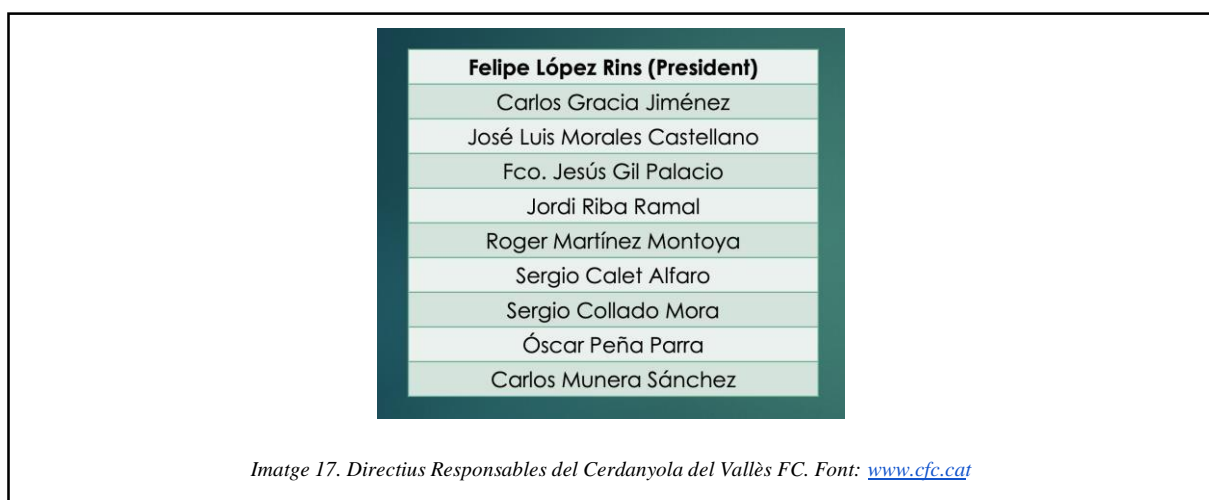 Felipe López Rins (President)
Carlos Gracia Jiménez
José Luis Morales Castellano
Fco. Jesús Gil Palacio
Jordi Riba Ramal
Roger Martínez Montoya
Sergio Calet Alfaro
Sergio Collado Mora
Óscar Peña Parra
Carlos Munera Sánchez
Imatge 17. Directius Responsables del Cerdanyola del Vallès FC. Font: www.cfc.cat